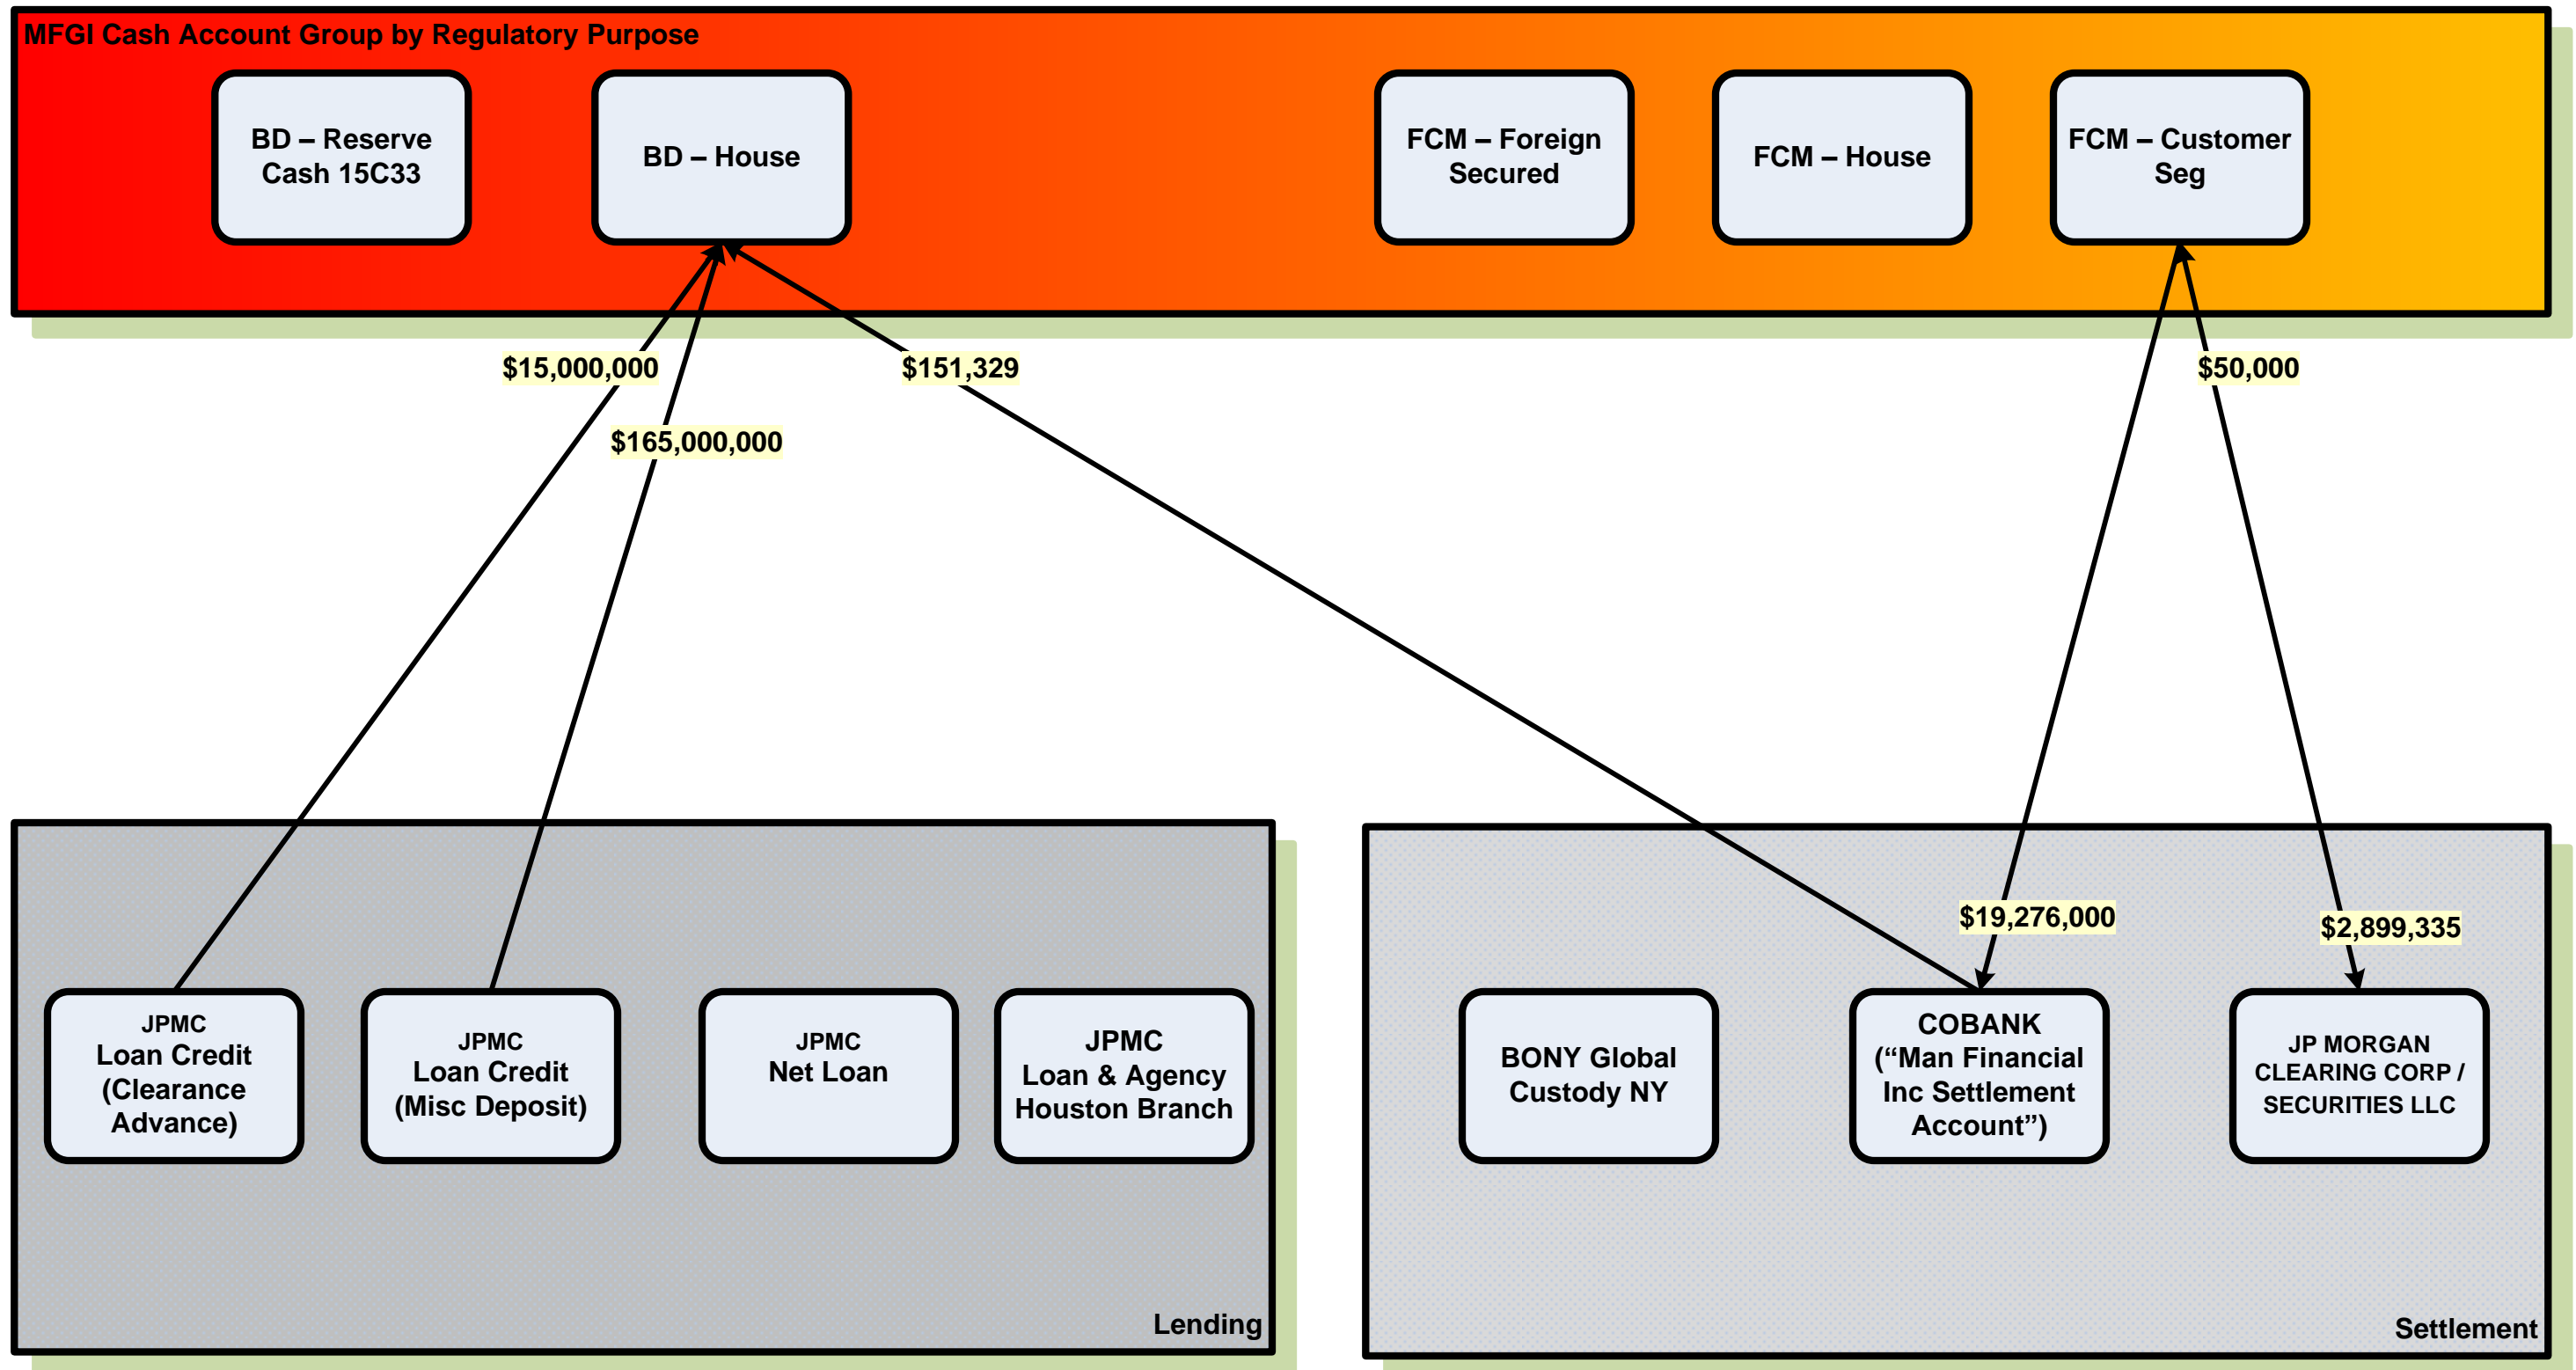 MFGI Cash Account Group by Regulatory Purpose
BD – Reserve
Cash 15C33
BD – House
FCM – Foreign
Secured
FCM – House
FCM – Customer
Seg
$15,000,000
$151,329
$50,000
$165,000,000
$19,276,000
$2,899,335
JPMC
Loan Credit
(Clearance
Advance)
JPMC
Loan Credit
(Misc Deposit)
JPMC
Net Loan
JPMC
Loan & Agency
Houston Branch
Lending
BONY Global
Custody NY
COBANK
(“Man Financial
Inc Settlement
Account”)
JP MORGAN
CLEARING CORP /
SECURITIES LLC
Settlement